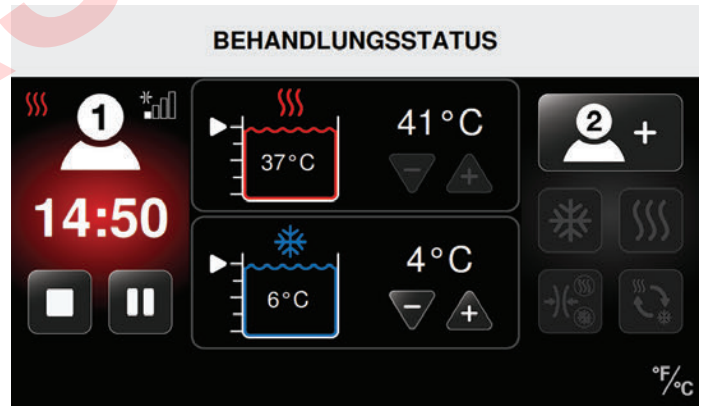 BEHANDLUNGSSTATUS
1
14:50
41°C
37°C
4°C
6°C
2 +
°F/°C